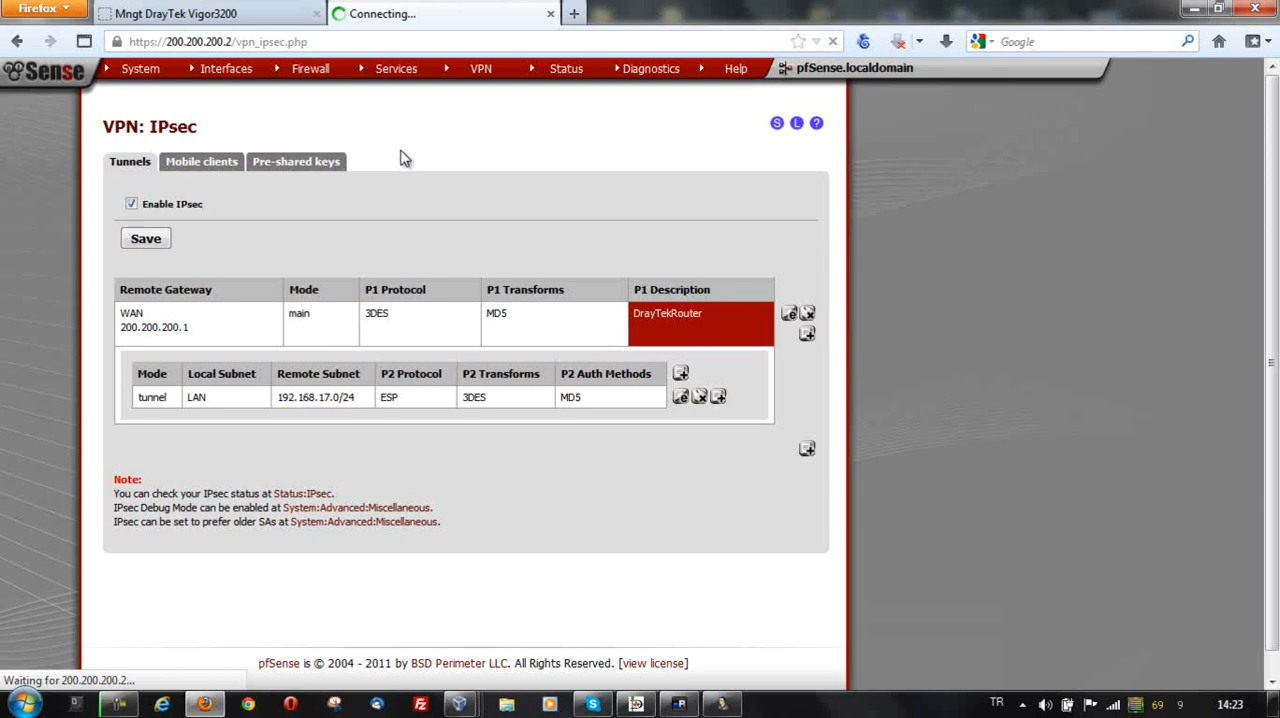 Firefox
Mngt DrayTek Vigor3200
Connecting...
https://200.200.200.2/vpn_ipsec.php
Google
Sense
System
Interfaces
Firewall
Services
VPN
Status
Diagnostics
Help
pfSense.localdomain
VPN: IPsec
S L ?
Tunnels
Mobile clients
Pre-shared keys
Enable IPsec
Save
Remote Gateway Mode P1 Protocol P1 Transforms P1 Description
WAN main 3DES MD5 DrayTekRouter
200.200.200.1
Mode Local Subnet Remote Subnet P2 Protocol P2 Transforms P2 Auth Methods
tunnel LAN 192.168.17.0/24 ESP 3DES MD5
Note:
You can check your IPsec status at Status:IPsec.
IPsec Debug Mode can be enabled at System:Advanced:Miscellaneous.
IPsec can be set to prefer older SAs at System:Advanced:Miscellaneous.
pfSense is © 2004 - 2011 by BSD Perimeter LLC. All Rights Reserved. [view license]
Waiting for 200.200.200.2...
TR
69
9
14:23